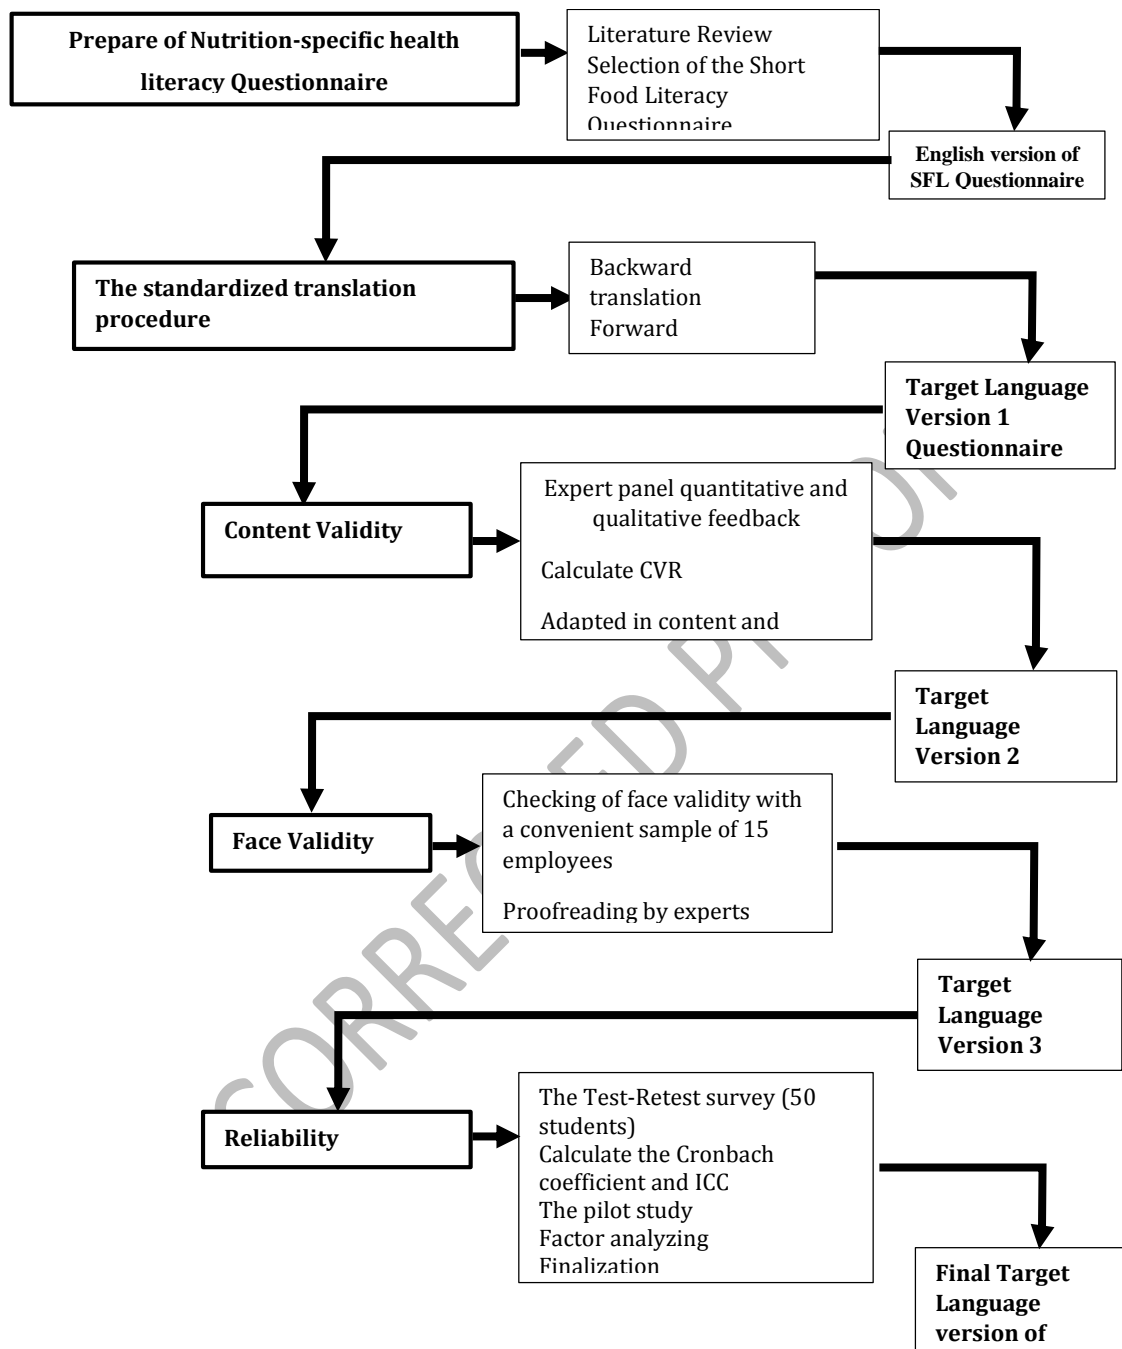 Prepare of Nutrition-specific health
literacy Questionnaire
Literature Review
Selection of the Short
Food Literacy
Questionnaire
English version of
SFL Questionnaire
The standardized translation
procedure
Backward
translation
Forward
Target Language
Version 1
Questionnaire
Content Validity
Expert panel quantitative and
qualitative feedback
Calculate CVR
Adapted in content and
Target
Language
Version 2
Face Validity
Checking of face validity with
a convenient sample of 15
employees
Proofreading by experts
Target
Language
Version 3
Reliability
The Test-Retest survey (50
students)
Calculate the Cronbach
coefficient and ICC
The pilot study
Factor analyzing
Finalization
Final Target
Language
version of